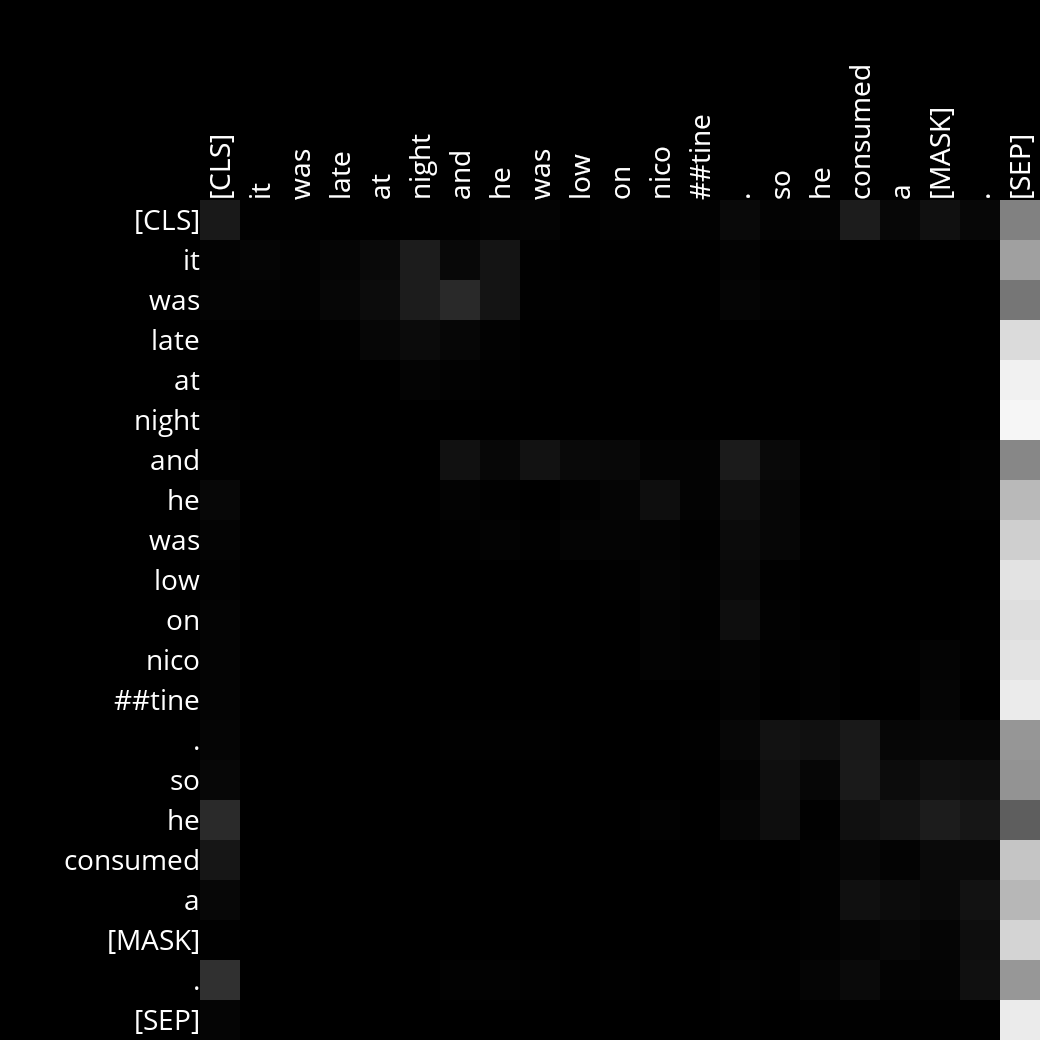 [CLS] it was late at night and he was low on nico ##tine . so he consumed a [MASK] . [SEP]
[CLS]
it
was
late
at
night
and
he
was
low
on
nico
##tine
.
so
he
consumed
a
[MASK]
.
[SEP]